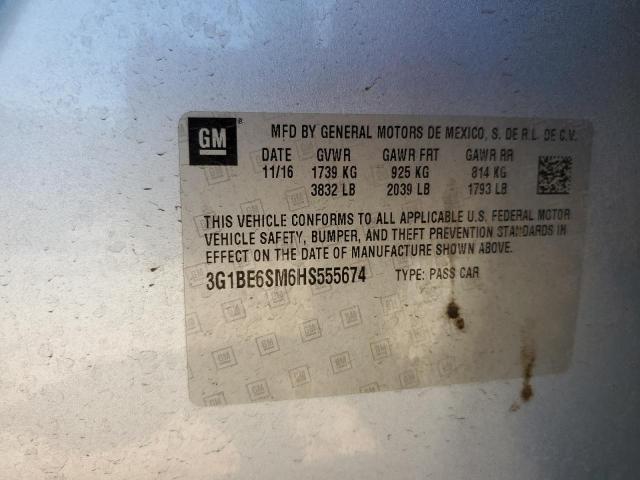 GM ® MFD BY GENERAL MOTORS DE MEXICO, S. DE R.L. DE C.V.
DATE GVWR GAWR FRT GAWR RR
11/16 1739 KG 925 KG 814 KG
3832 LB 2039 LB 1793 LB
THIS VEHICLE CONFORMS TO ALL APPLICABLE U.S. FEDERAL MOTOR
VEHICLE SAFETY, BUMPER, AND THEFT PREVENTION STANDARDS IN
EFFECT ON THE DATE OF MANUFACTURE SHOWN ABOVE.
3G1BE6SM6HS555674 TYPE: PASS CAR